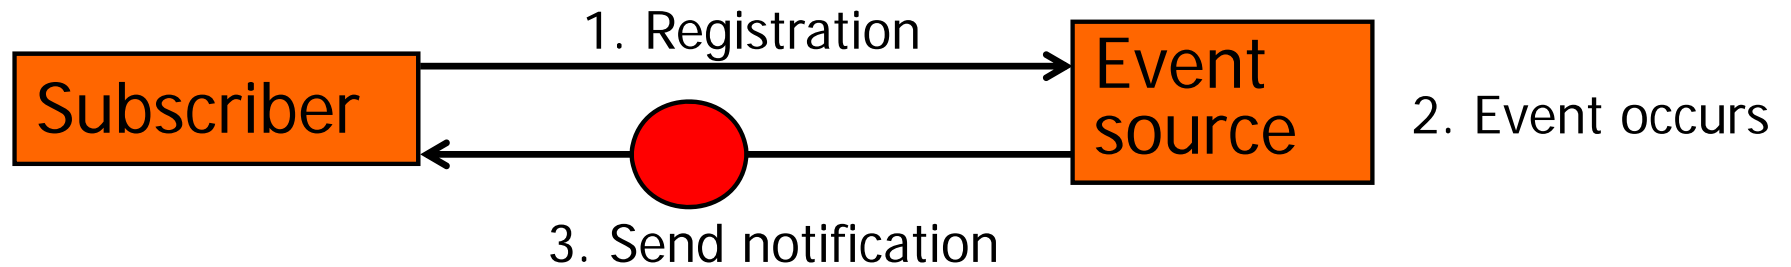 1. Registration
Subscriber
Event
source
2. Event occurs
3. Send notification